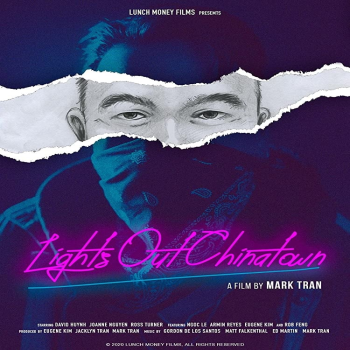 LUNCH MONEY FILMS PRESENTS
Lights Out Chinatown
A FILM BY MARK TRAN
STARRING DAVID HUYNH JOANNE NGUYEN ROSS TURNER FEATURING NGOC LE ARMIN REYES EUGENE KIM AND ROB FENG
PRODUCED BY EUGENE KIM JACKLYN TRAN MARK TRAN MUSIC BY GORDON DE LOS SANTOS MATT FALKENTHAL ED MARTIN MARK TRAN
© 2020 LUNCH MONEY FILMS, ALL RIGHTS RESERVED